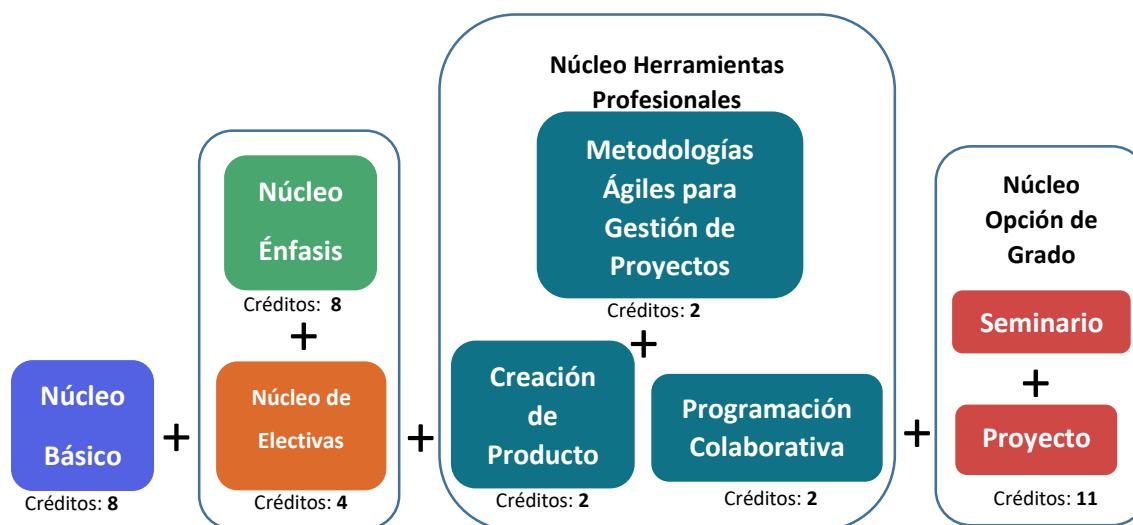 Núcleo
Básico
Créditos: 8
+
Núcleo
Énfasis
Créditos: 8
+
Núcleo de
Electivas
Créditos: 4
+
Núcleo Herramientas
Profesionales
Metodologías
Ágiles para
Gestión de
Proyectos
Créditos: 2
+
Creación
de
Producto
Créditos: 2
Programación
Colaborativa
Créditos: 2
+
Núcleo
Opción de
Grado
Seminario
+
Proyecto
Créditos: 11